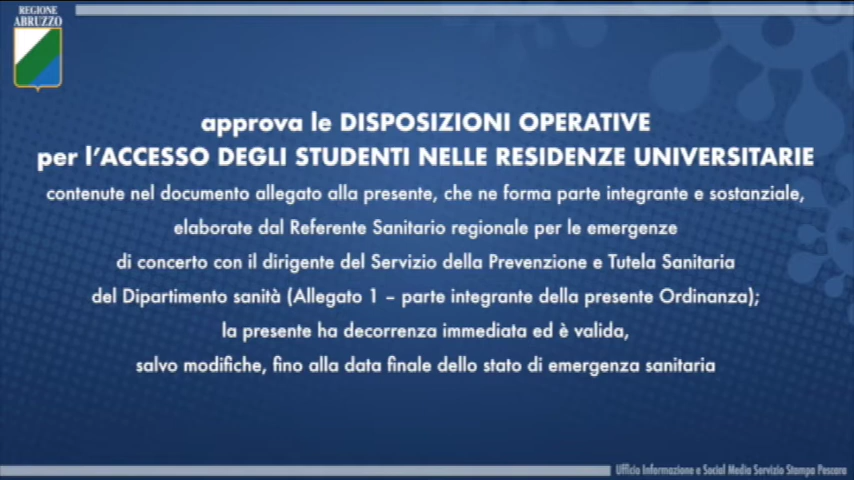 REGIONE
ABRUZZO
approva le DISPOSIZIONI OPERATIVE
per l'ACCESSO DEGLI STUDENTI NELLE RESIDENZE UNIVERSITARIE
contenute nel documento allegato alla presente, che ne forma parte integrante e sostanziale,
elaborate dal Referente Sanitario regionale per le emergenze
di concerto con il dirigente del Servizio della Prevenzione e Tutela Sanitaria
del Dipartimento sanità (Allegato 1 – parte integrante della presente Ordinanza);
la presente ha decorrenza immediata ed è valida,
salvo modifiche, fino alla data finale dello stato di emergenza sanitaria
Ufficio Informazione e Social Media Servizio Stampa Pescara